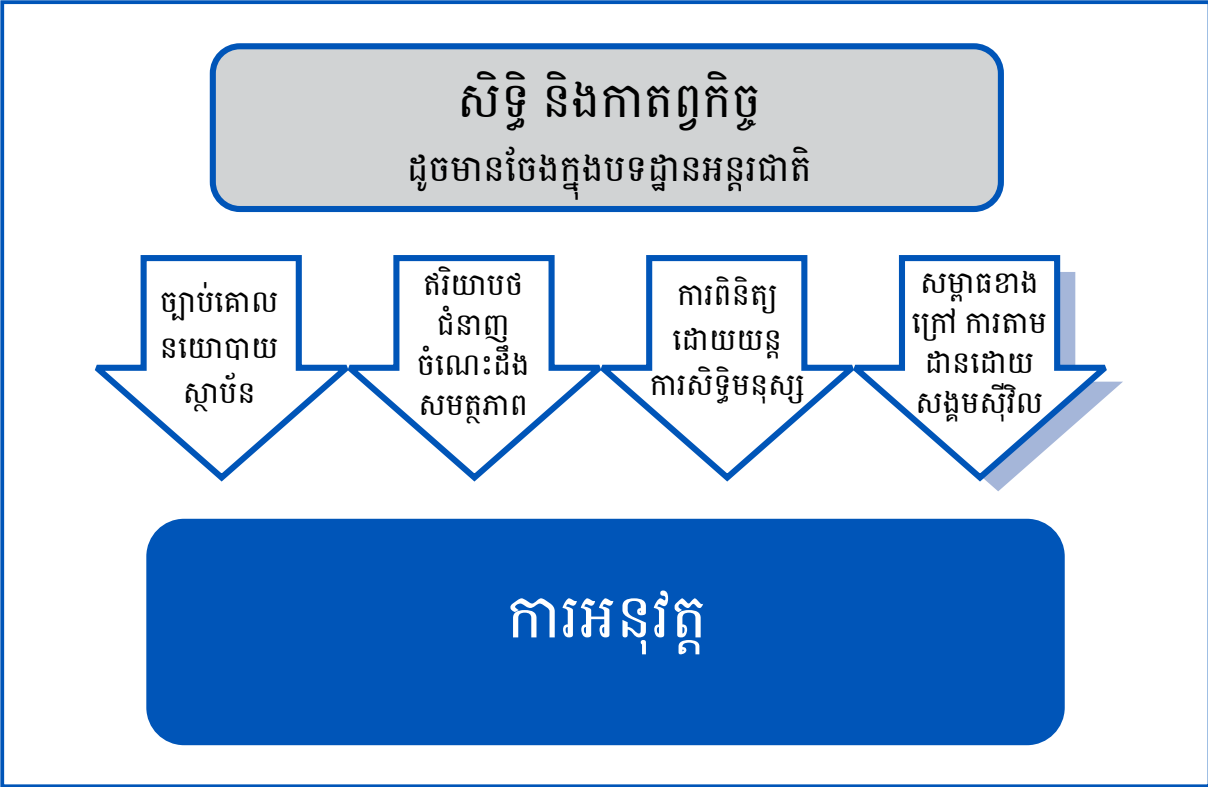 សិទ្ធិ និងកាតព្វកិច្ច
ដូចមានចែងក្នុងបទដ្ឋានអន្តរជាតិ
ច្បាប់គោល
នយោបាយ
ស្ថាប័ន
ឥរិយាបថ
ជំនាញ
ចំណេះដឹង
សមត្ថភាព
ការពិនិត្យ
ដោយយន្ត
ការសិទ្ធិមនុស្ស
សម្ពាធខាង
ក្រៅ ការតាម
ដានដោយ
សង្គមស៊ីវិល
ការអនុវត្ត